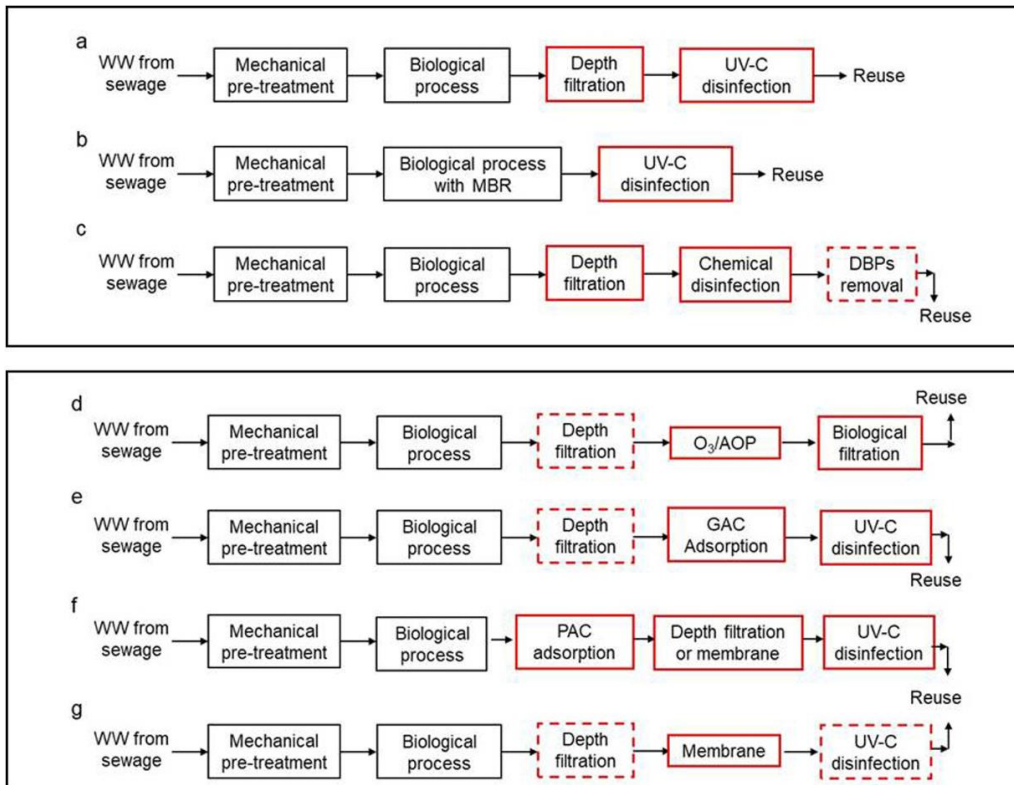 a
WW from
sewage
Mechanical
pre-treatment
Biological
process
Depth
filtration
UV-C
disinfection
Reuse
b
WW from
sewage
Mechanical
pre-treatment
Biological process
with MBR
UV-C
disinfection
Reuse
c
WW from
sewage
Mechanical
pre-treatment
Biological
process
Depth
filtration
Chemical
disinfection
DBPs
removal
Reuse
d
WW from
sewage
Mechanical
pre-treatment
Biological
process
Depth
filtration
O₃/AOP
Biological
filtration
Reuse
e
WW from
sewage
Mechanical
pre-treatment
Biological
process
Depth
filtration
GAC
Adsorption
UV-C
disinfection
Reuse
f
WW from
sewage
Mechanical
pre-treatment
Biological
process
PAC
adsorption
Depth filtration
or membrane
UV-C
disinfection
Reuse
g
WW from
sewage
Mechanical
pre-treatment
Biological
process
Depth
filtration
Membrane
UV-C
disinfection